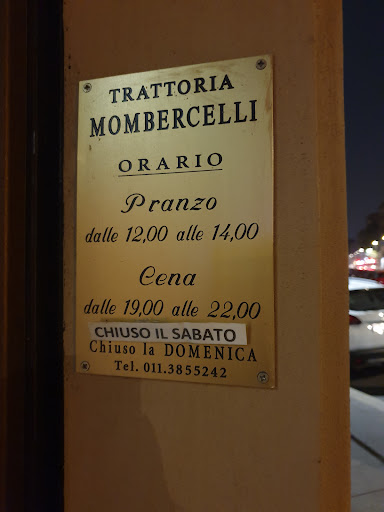 TRATTORIA
MOMBERCELLI
ORARIO
Pranzo
dalle 12,00 alle 14,00
Cena
dalle 19,00 alle 22,00
CHIUSO IL SABATO
Chiuso la DOMENICA
Tel. 011.3855242